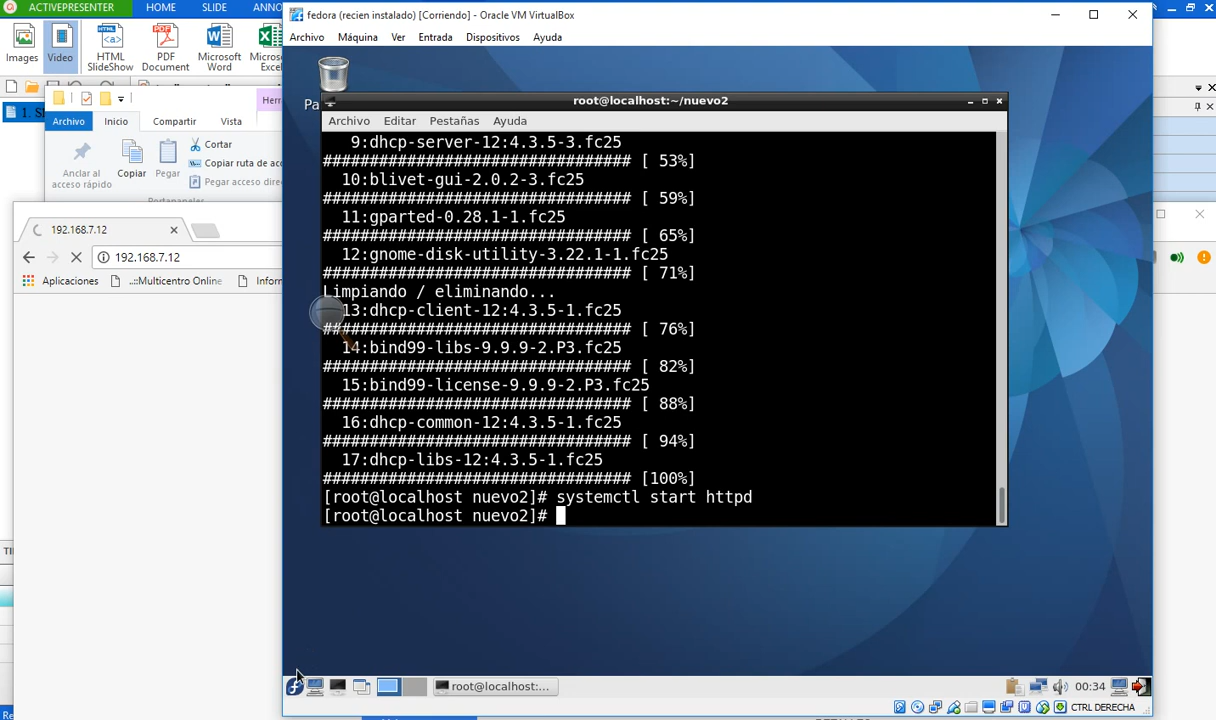 ACTIVEPRESENTER
HOME
SLIDE
ANNO
Images
Video
HTML SlideShow
PDF Document
Microsoft Word
Excel
Archivo
Inicio
Compartir
Vista
Anclar al acceso rápido
Copiar
Pegar
Cortar
Copiar ruta de acc
Pegar acceso dire
192.168.7.12
192.168.7.12
Aplicaciones
..::Multicentro Online
Inform
fedora (recien instalado) [Corriendo] - Oracle VM VirtualBox
Archivo Máquina Ver Entrada Dispositivos Ayuda
root@localhost:~/nuevo2
Archivo Editar Pestañas Ayuda
9:dhcp-server-12:4.3.5-3.fc25
################################# [ 53%]
10:blivet-gui-2.0.2-3.fc25
################################# [ 59%]
11:gparted-0.28.1-1.fc25
################################# [ 65%]
12:gnome-disk-utility-3.22.1-1.fc25
################################# [ 71%]
Limpiando / eliminando...
13:dhcp-client-12:4.3.5-1.fc25
################################# [ 76%]
14:bind99-libs-9.9.9-2.P3.fc25
################################# [ 82%]
15:bind99-license-9.9.9-2.P3.fc25
################################# [ 88%]
16:dhcp-common-12:4.3.5-1.fc25
################################# [ 94%]
17:dhcp-libs-12:4.3.5-1.fc25
################################# [100%]
[root@localhost nuevo2]# systemctl start httpd
[root@localhost nuevo2]#
root@localhost:...
00:34
CTRL DERECHA